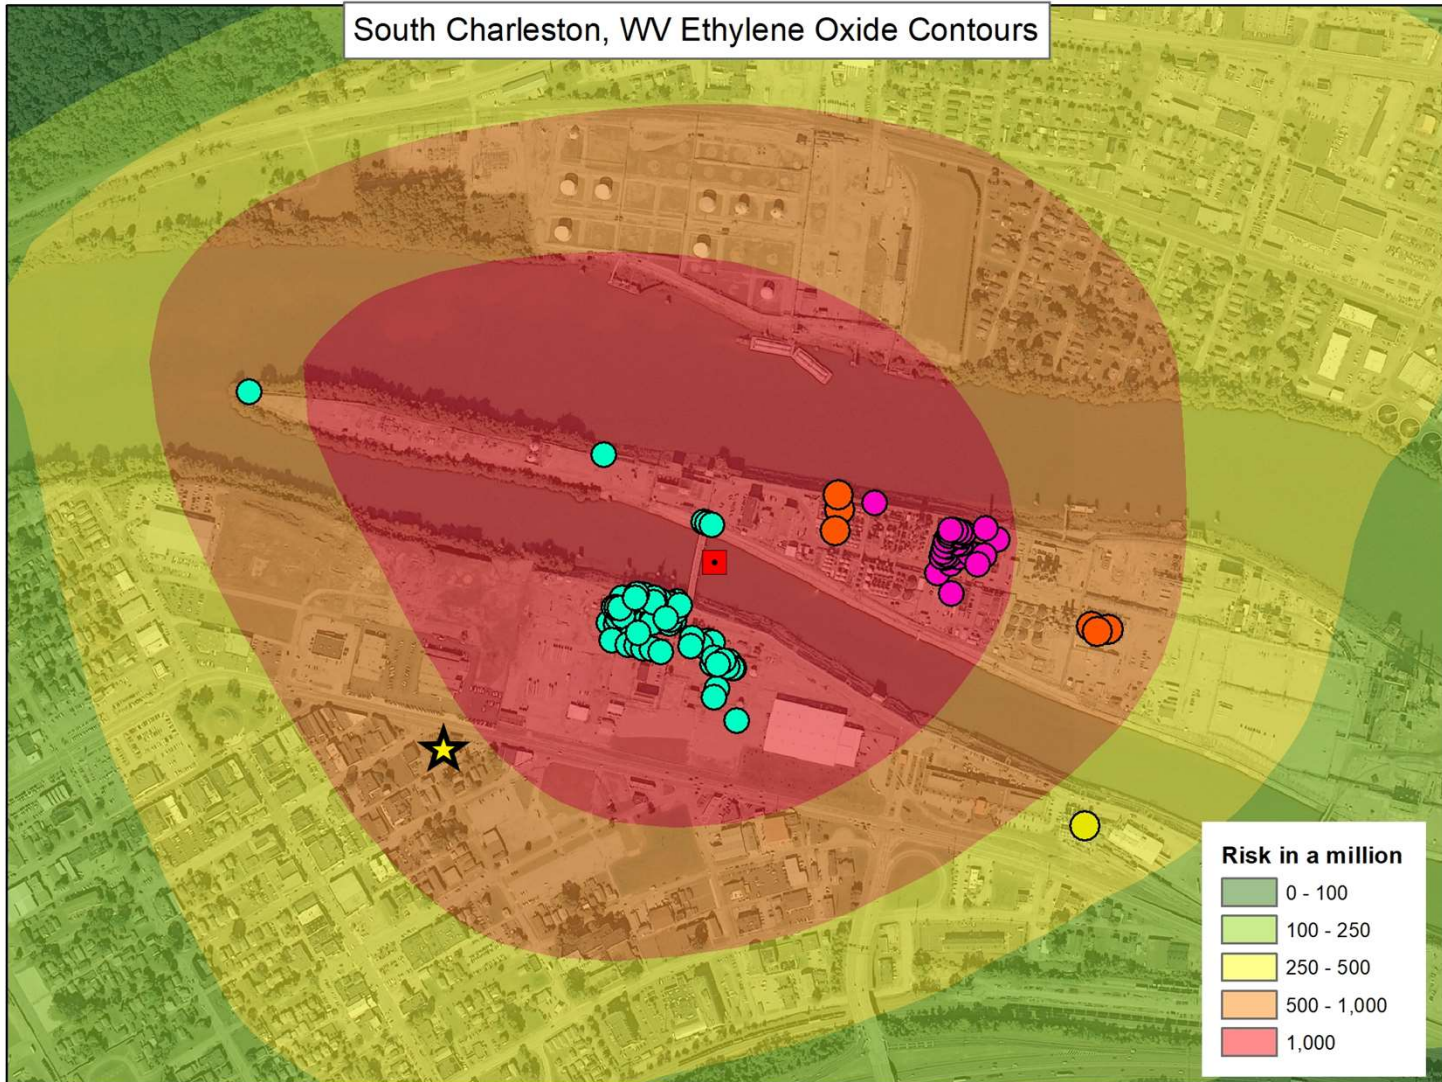 South Charleston, WV Ethylene Oxide Contours
Risk in a million
0 - 100
100 - 250
250 - 500
500 - 1,000
1,000